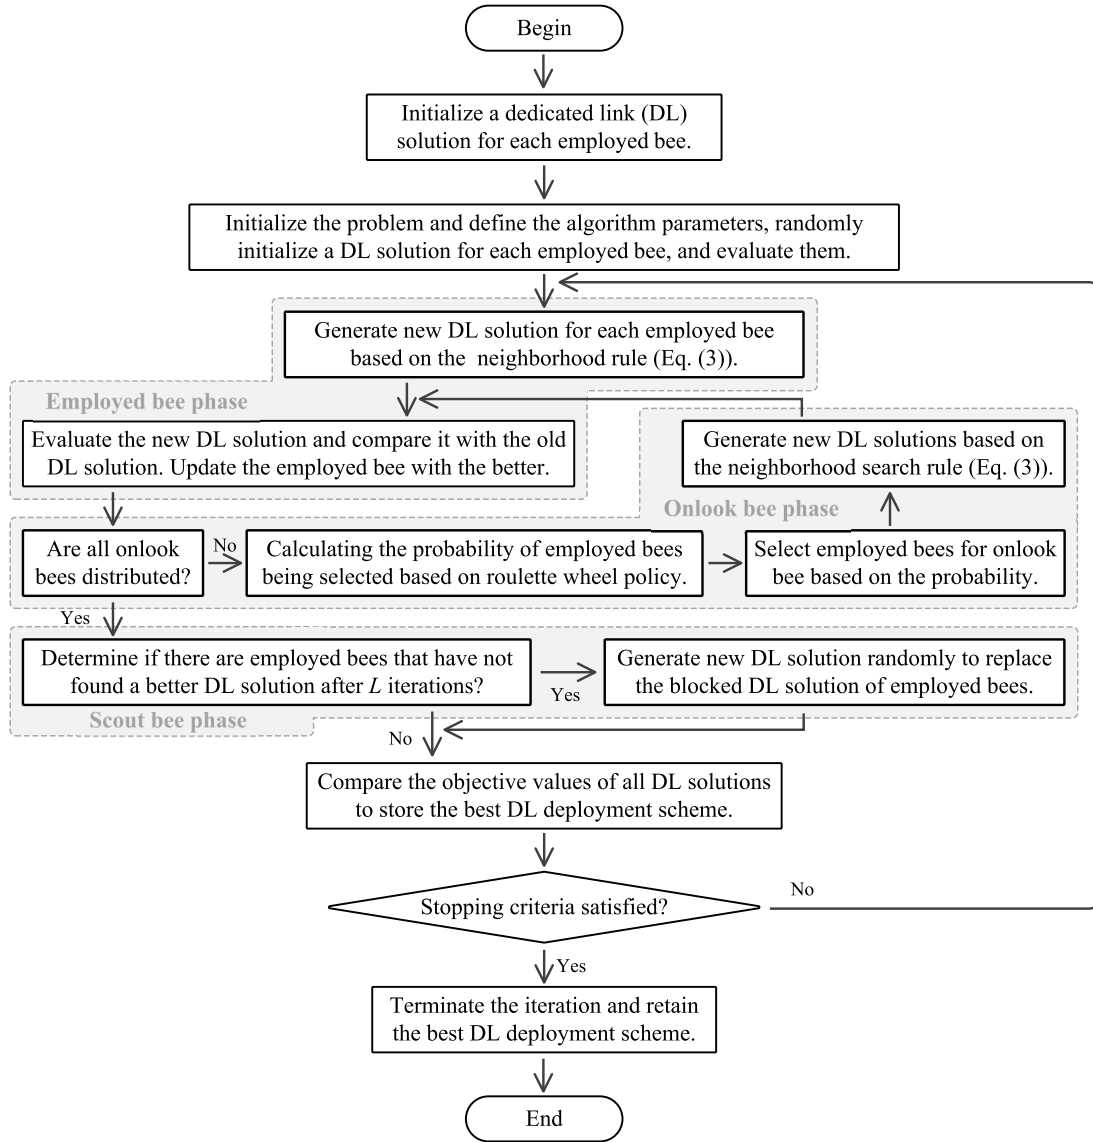 Begin
Initialize a dedicated link (DL)
solution for each employed bee.
Initialize the problem and define the algorithm parameters, randomly
initialize a DL solution for each employed bee, and evaluate them.
Generate new DL solution for each employed bee
based on the neighborhood rule (Eq. (3)).
Employed bee phase
Evaluate the new DL solution and compare it with the old
DL solution. Update the employed bee with the better.
Generate new DL solutions based on
the neighborhood search rule (Eq. (3)).
Onlook bee phase
Are all onlook
bees distributed?
No
Calculating the probability of employed bees
being selected based on roulette wheel policy.
Select employed bees for onlook
bee based on the probability.
Yes
Determine if there are employed bees that have not
found a better DL solution after L iterations?
Yes
Generate new DL solution randomly to replace
the blocked DL solution of employed bees.
Scout bee phase
No
Compare the objective values of all DL solutions
to store the best DL deployment scheme.
Stopping criteria satisfied?
No
Yes
Terminate the iteration and retain
the best DL deployment scheme.
End